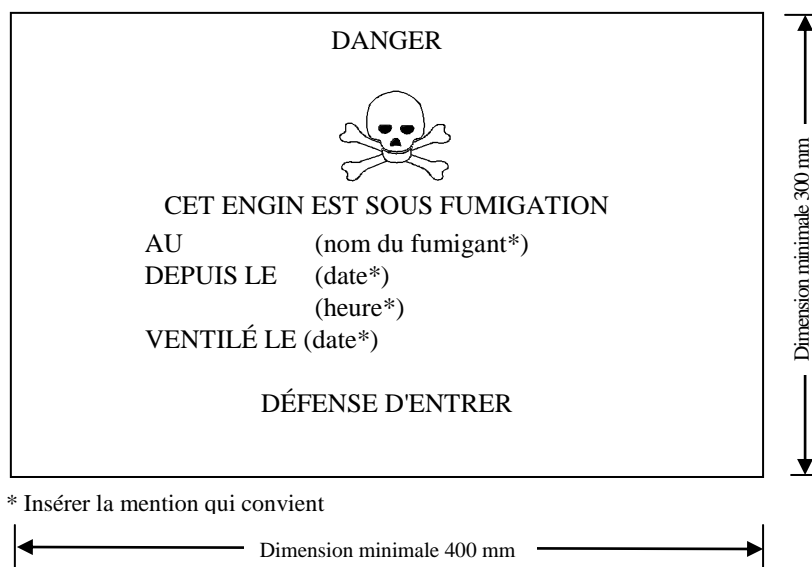 DANGER
CET ENGIN EST SOUS FUMIGATION
AU (nom du fumigant*)
DEPUIS LE (date*)
(heure*)
VENTILÉ LE (date*)
DÉFENSE D'ENTRER
Dimension minimale 300 mm
* Insérer la mention qui convient
Dimension minimale 400 mm